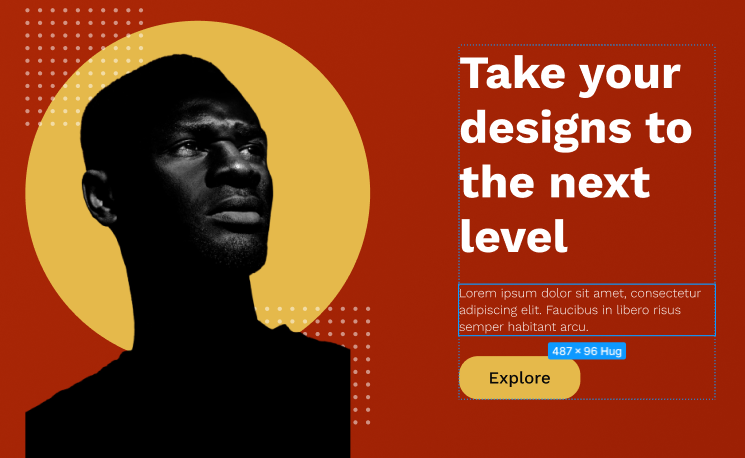 Take your
designs to
the next
level
Lorem ipsum dolor sit amet, consectetur
adipiscing elit. Faucibus in libero risus
semper habitant arcu.
487 × 96 Hug
Explore